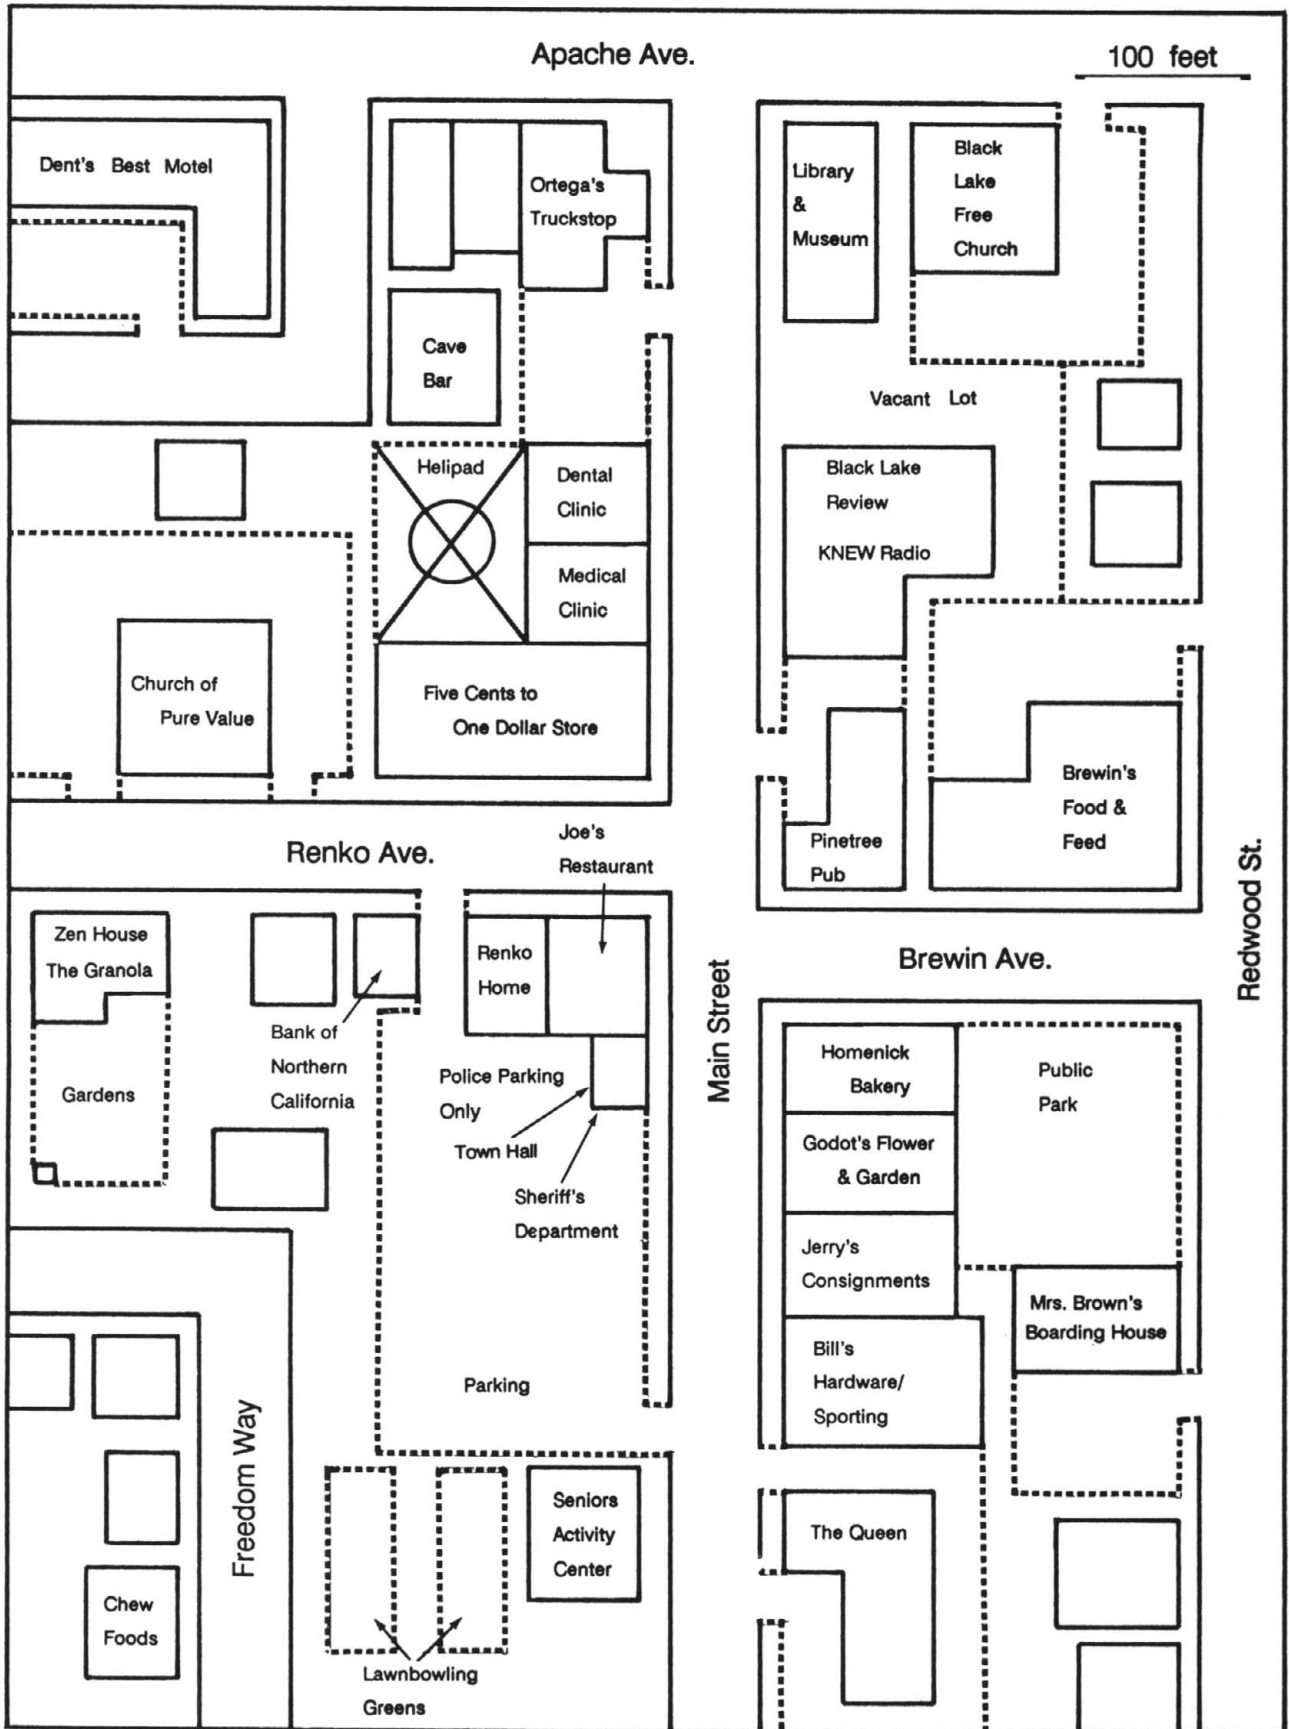 Apache Ave.
100 feet
Dent's Best Motel
Ortega's
Truckstop
Library
&
Museum
Black
Lake
Free
Church
Cave
Bar
Vacant Lot
Helipad
Dental
Clinic
Medical
Clinic
Black Lake
Review
KNEW Radio
Church of
Pure Value
Five Cents to
One Dollar Store
Brewin's
Food &
Feed
Pinetree
Pub
Renko Ave.
Joe's
Restaurant
Redwood St.
Zen House
The Granola
Gardens
Bank of
Northern
California
Renko
Home
Police Parking
Only
Town Hall
Sheriff's
Department
Main Street
Brewin Ave.
Homenick
Bakery
Public
Park
Godot's Flower
& Garden
Jerry's
Consignments
Mrs. Brown's
Boarding House
Bill's
Hardware/
Sporting
Parking
Freedom Way
Seniors
Activity
Center
The Queen
Chew
Foods
Lawnbowling
Greens